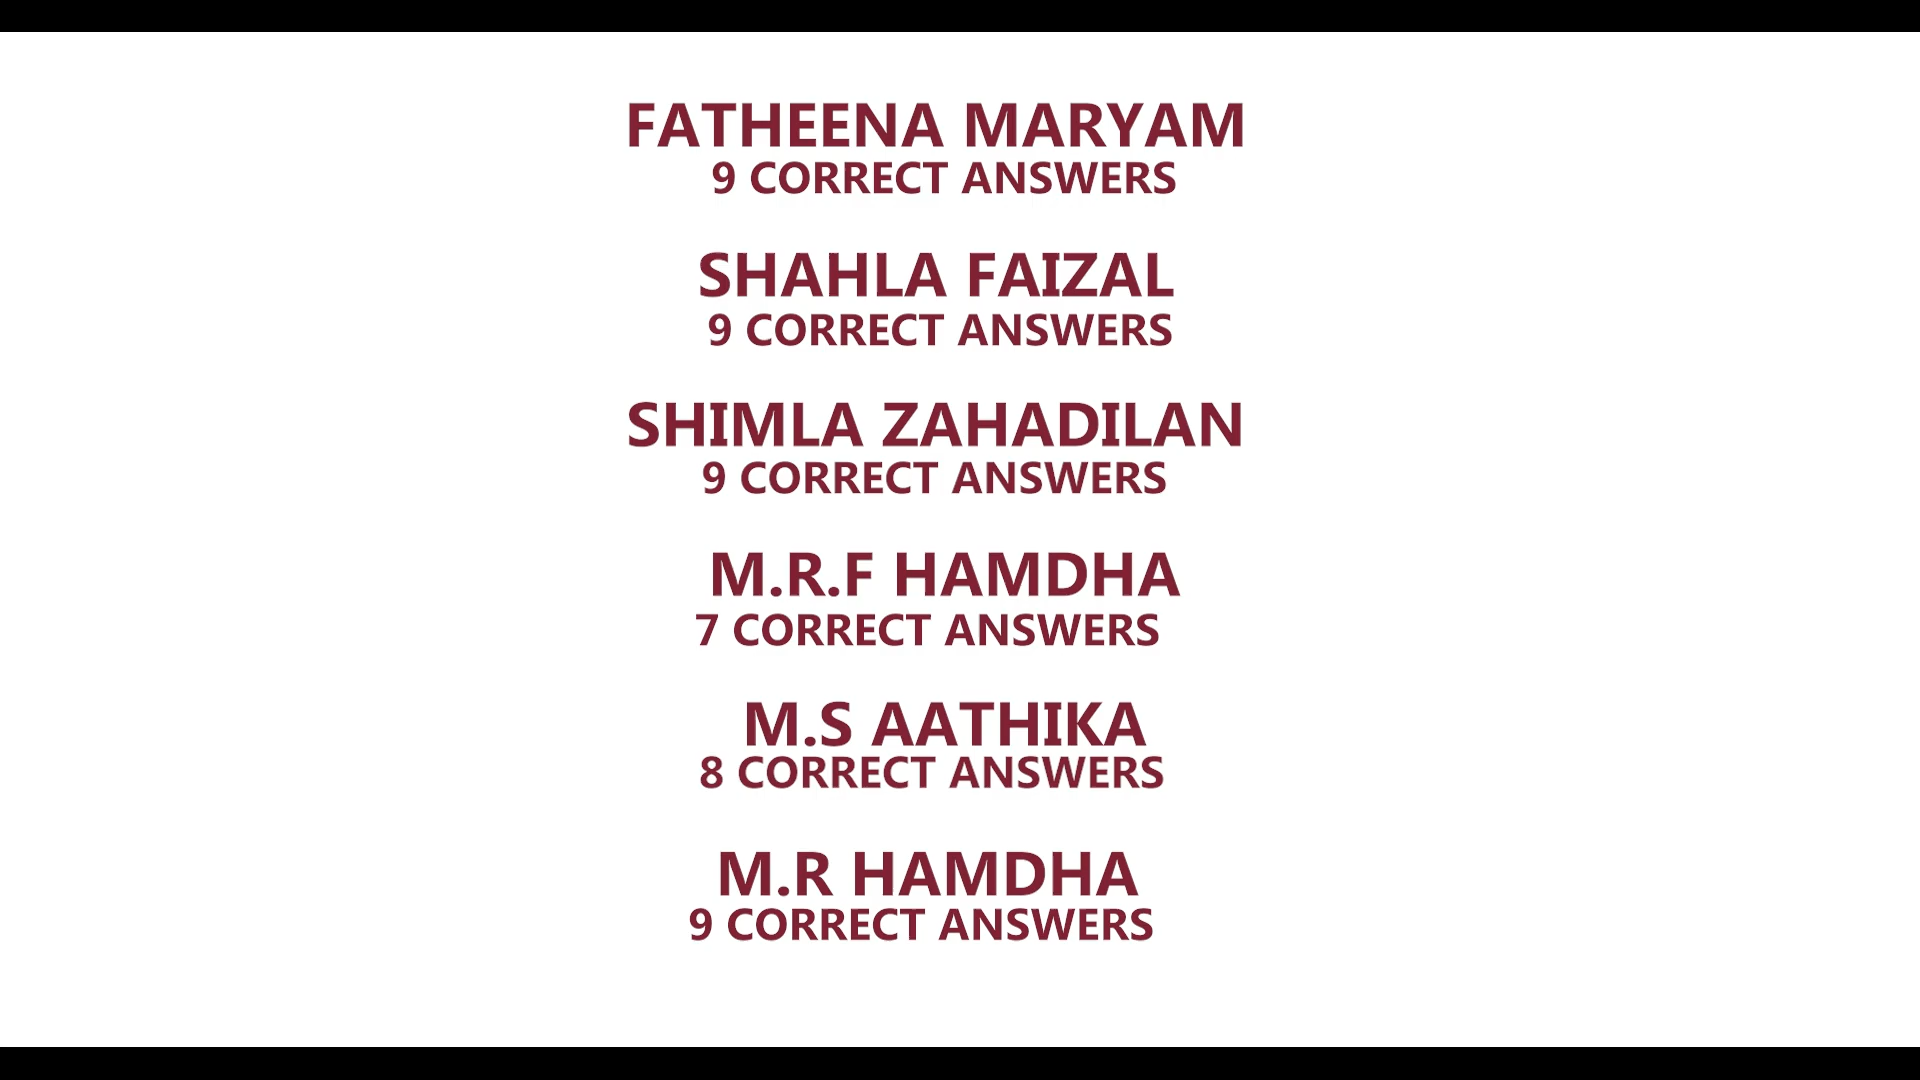 FATHEENA MARYAM
9 CORRECT ANSWERS
SHAHLA FAIZAL
9 CORRECT ANSWERS
SHIMLA ZAHADILAN
9 CORRECT ANSWERS
M.R.F HAMDHA
7 CORRECT ANSWERS
M.S AATHIKA
8 CORRECT ANSWERS
M.R HAMDHA
9 CORRECT ANSWERS